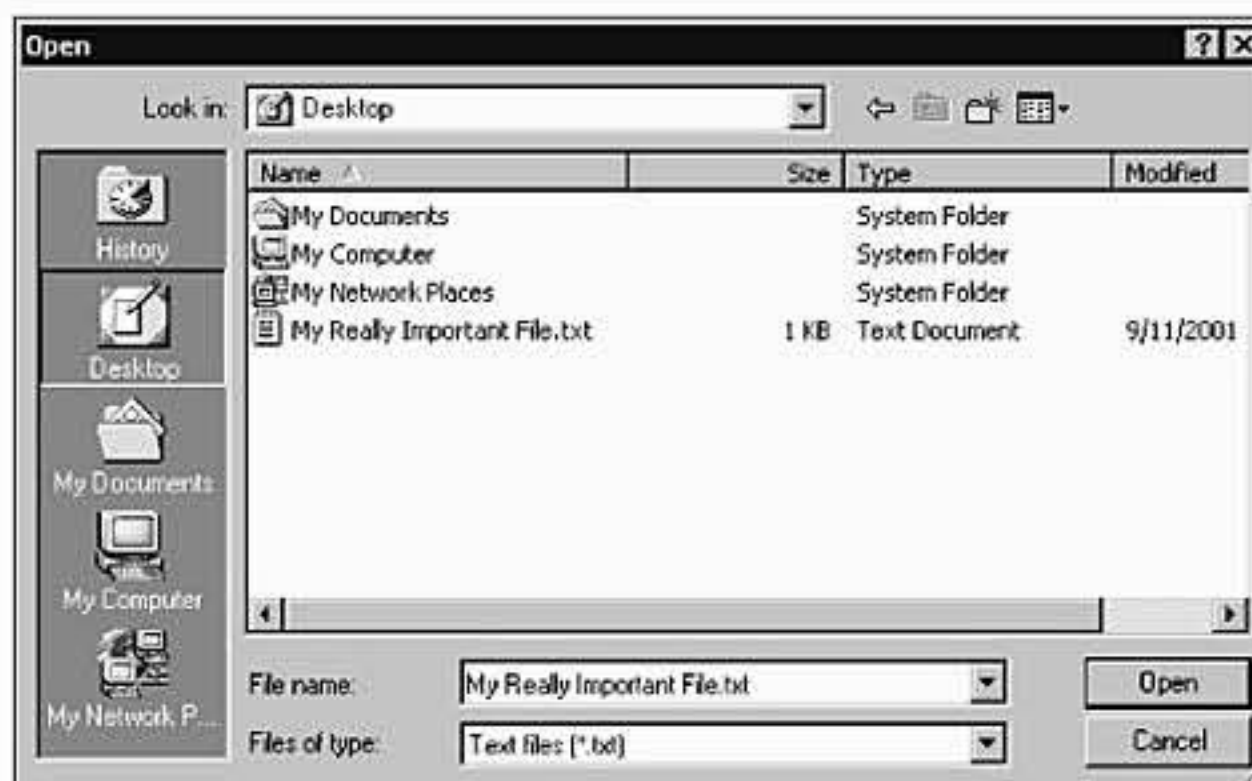 Open
Look in: Desktop
Name Size Type Modified
My Documents System Folder
My Computer System Folder
My Network Places System Folder
My Really Important File.txt 1 KB Text Document 9/11/2001
History
Desktop
My Documents
My Computer
My Network P...
File name: My Really Important File.txt Open
Files of type: Text files (*.txt) Cancel